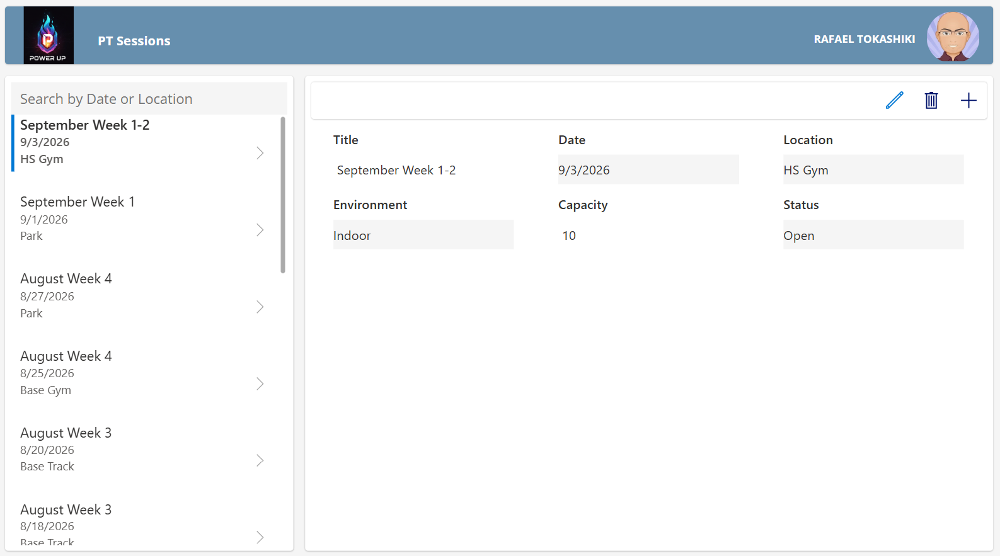 POWER UP
PT Sessions
RAFAEL TOKASHIKI
Search by Date or Location
September Week 1-2
9/3/2026
HS Gym
September Week 1
9/1/2026
Park
August Week 4
8/27/2026
Park
August Week 4
8/25/2026
Base Gym
August Week 3
8/20/2026
Base Track
August Week 3
8/18/2026
Base Track
Title
Date
Location
September Week 1-2
9/3/2026
HS Gym
Environment
Capacity
Status
Indoor
10
Open